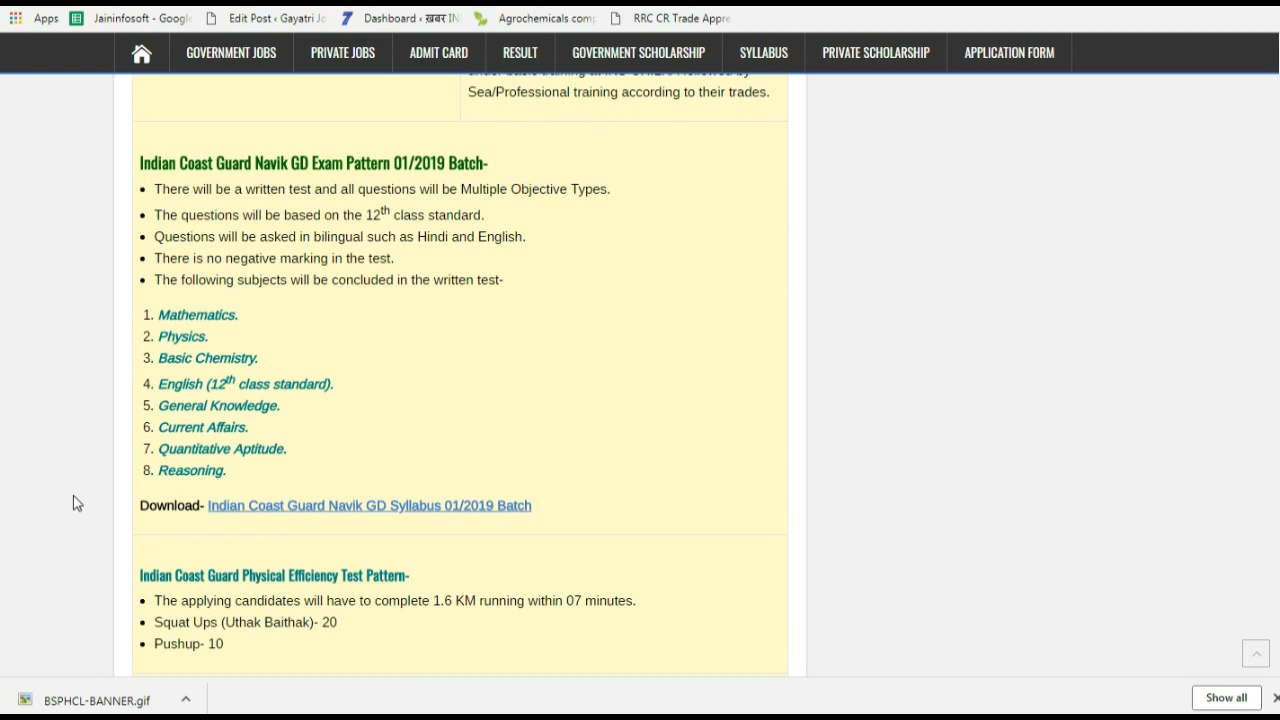 Apps
Jaininfosoft - Google
Edit Post ‹ Gayatri Jo
Dashboard ‹ ख़बर IN
Agrochemicals comp
RRC CR Trade Appre
GOVERNMENT JOBS
PRIVATE JOBS
ADMIT CARD
RESULT
GOVERNMENT SCHOLARSHIP
SYLLABUS
PRIVATE SCHOLARSHIP
APPLICATION FORM
Sea/Professional training according to their trades.
Indian Coast Guard Navik GD Exam Pattern 01/2019 Batch-
• There will be a written test and all questions will be Multiple Objective Types.
• The questions will be based on the 12th class standard.
• Questions will be asked in bilingual such as Hindi and English.
• There is no negative marking in the test.
• The following subjects will be concluded in the written test-
1. Mathematics.
2. Physics.
3. Basic Chemistry.
4. English (12th class standard).
5. General Knowledge.
6. Current Affairs.
7. Quantitative Aptitude.
8. Reasoning.
Download- Indian Coast Guard Navik GD Syllabus 01/2019 Batch
Indian Coast Guard Physical Efficiency Test Pattern-
• The applying candidates will have to complete 1.6 KM running within 07 minutes.
• Squat Ups (Uthak Baithak)- 20
• Pushup- 10
BSPHCL-BANNER.gif
Show all